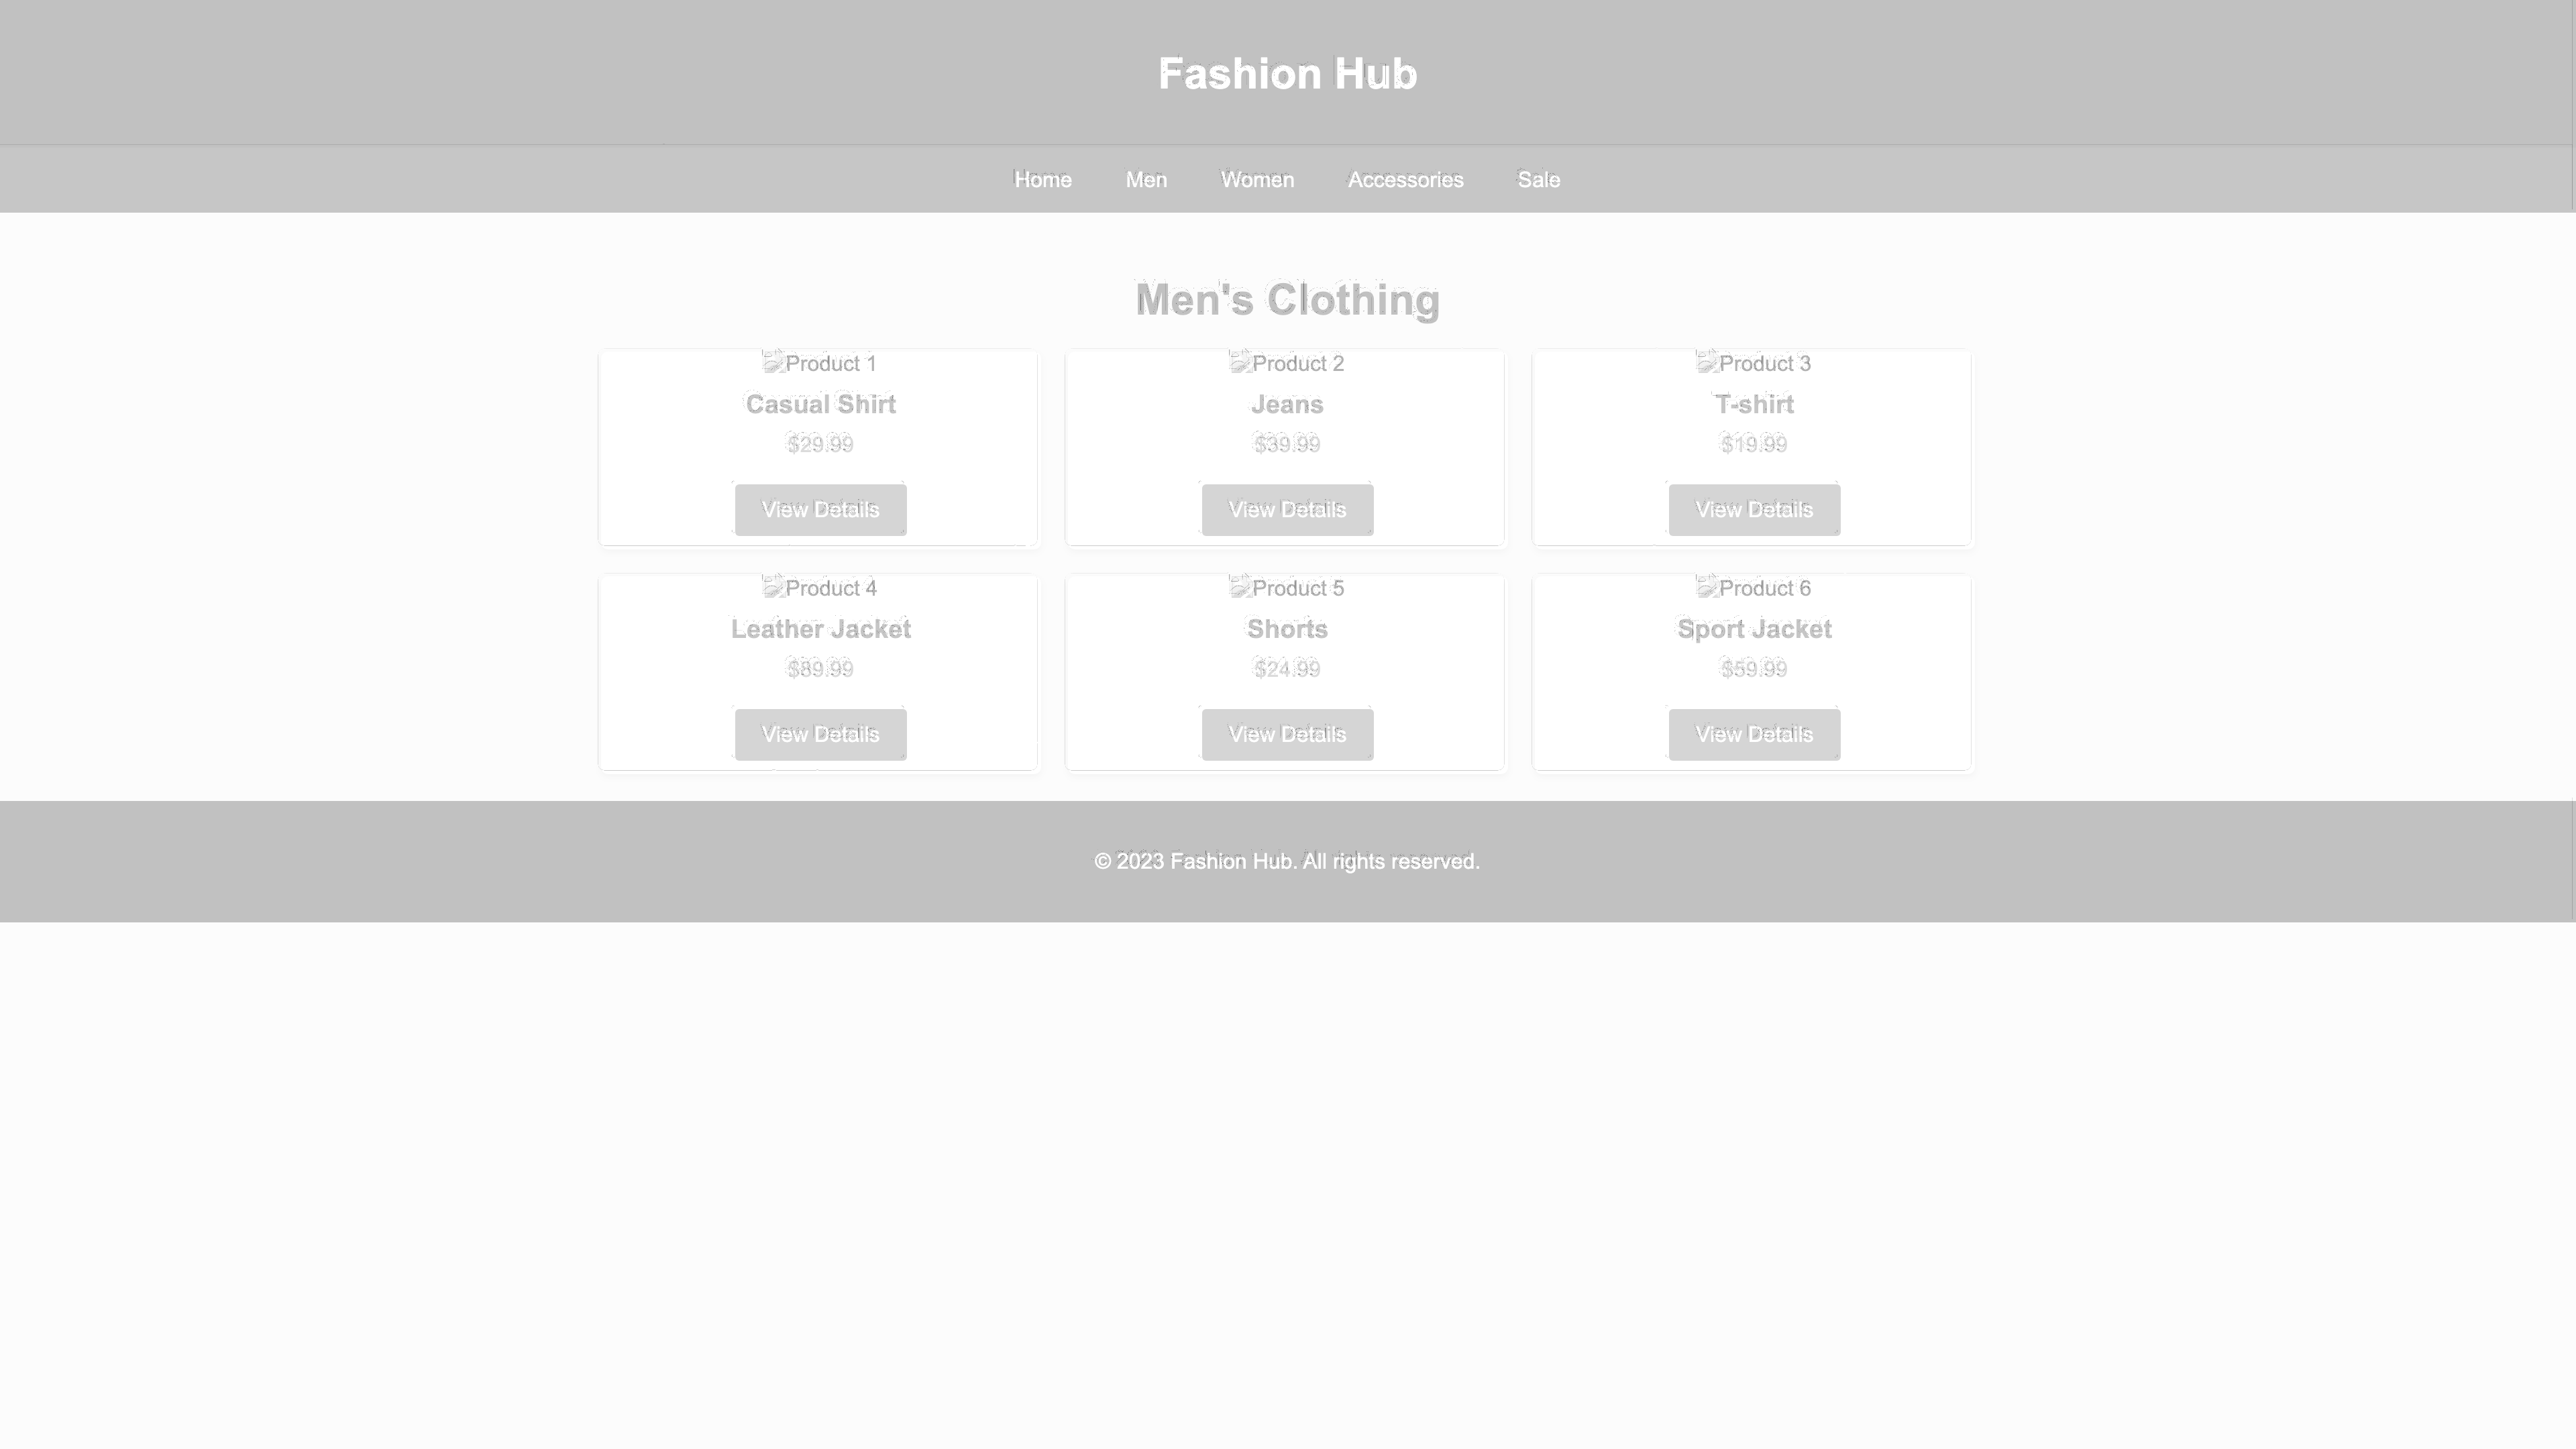 Fashion Hub
Home Men Women Accessories Sale
Men's Clothing
Product 1 Product 2 Product 3
Casual Shirt Jeans T-shirt
$29.99 $39.99 $19.99
View Details View Details View Details
Product 4 Product 5 Product 6
Leather Jacket Shorts Sport Jacket
$89.99 $24.99 $59.99
View Details View Details View Details
© 2023 Fashion Hub. All rights reserved.